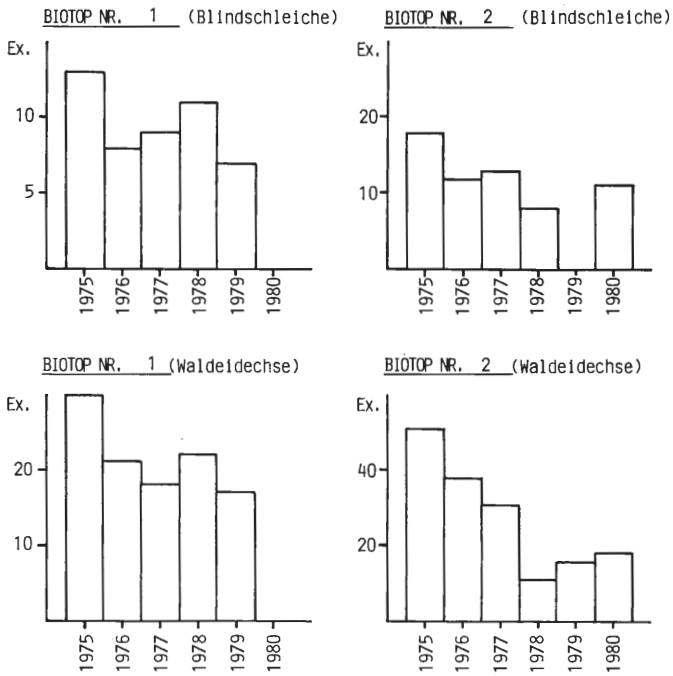 BIOTOP NR. 1 (Blindschleiche)
Ex.
10
5
1975 1976 1977 1978 1979 1980
BIOTOP NR. 2 (Blindschleiche)
Ex.
20
10
1975 1976 1977 1978 1979 1980
BIOTOP NR. 1 (Waldeidechse)
Ex.
20
10
1975 1976 1977 1978 1979 1980
BIOTOP NR. 2 (Waldeidechse)
Ex.
40
20
1975 1976 1977 1978 1979 1980